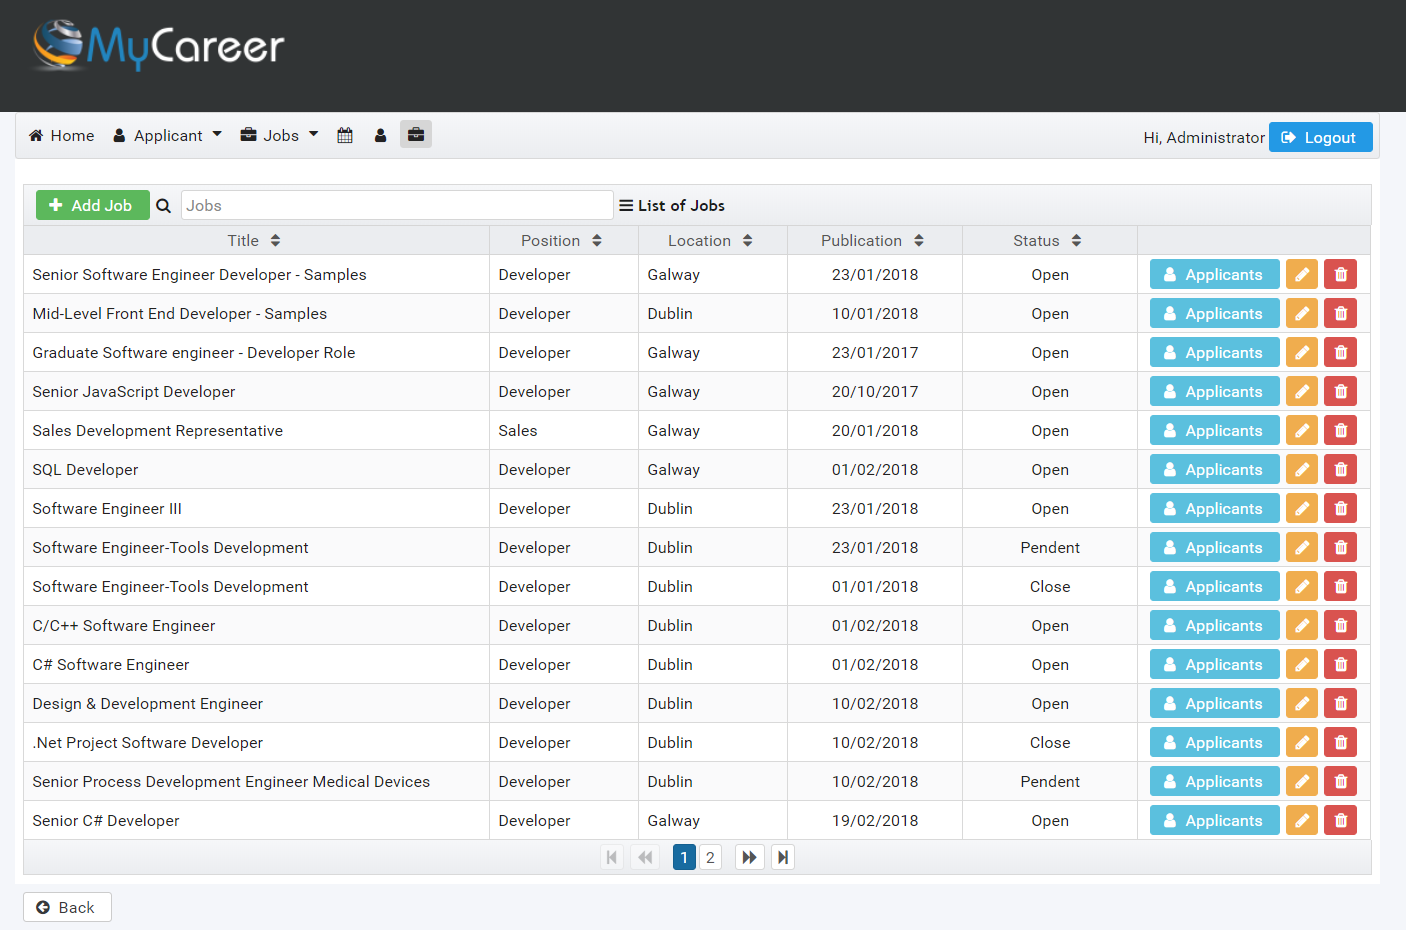 MyCareer
Home Applicant Jobs Hi, Administrator Logout
Add Job Jobs List of Jobs
Title Position Location Publication Status
Senior Software Engineer Developer - Samples Developer Galway 23/01/2018 Open Applicants
Mid-Level Front End Developer - Samples Developer Dublin 10/01/2018 Open Applicants
Graduate Software engineer - Developer Role Developer Galway 23/01/2017 Open Applicants
Senior JavaScript Developer Developer Galway 20/10/2017 Open Applicants
Sales Development Representative Sales Galway 20/01/2018 Open Applicants
SQL Developer Developer Galway 01/02/2018 Open Applicants
Software Engineer III Developer Dublin 23/01/2018 Open Applicants
Software Engineer-Tools Development Developer Dublin 23/01/2018 Pendent Applicants
Software Engineer-Tools Development Developer Dublin 01/01/2018 Close Applicants
C/C++ Software Engineer Developer Dublin 01/02/2018 Open Applicants
C# Software Engineer Developer Dublin 01/02/2018 Open Applicants
Design & Development Engineer Developer Dublin 10/02/2018 Open Applicants
.Net Project Software Developer Developer Dublin 10/02/2018 Close Applicants
Senior Process Development Engineer Medical Devices Developer Dublin 10/02/2018 Pendent Applicants
Senior C# Developer Developer Galway 19/02/2018 Open Applicants
1 2
Back